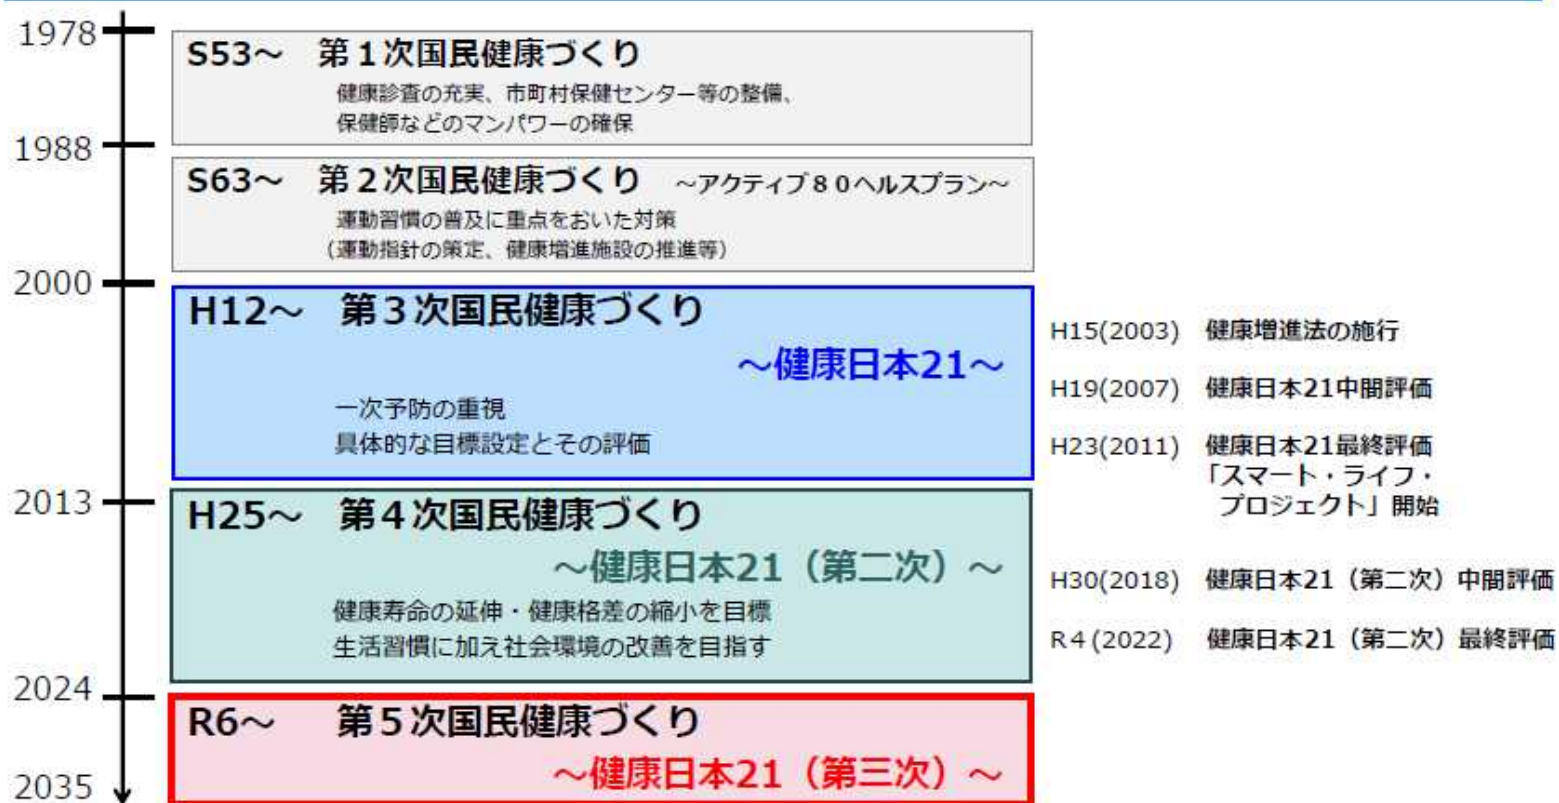 1978
S53～ 第１次国民健康づくり
健康診査の充実、市町村保健センター等の整備、
保健師などのマンパワーの確保
1988
S63～ 第２次国民健康づくり ～アクティブ８０ヘルスプラン～
運動習慣の普及に重点をおいた対策
（運動指針の策定、健康増進施設の推進等）
2000
H12～ 第３次国民健康づくり
～健康日本21～
一次予防の重視
具体的な目標設定とその評価
H15(2003) 健康増進法の施行
H19(2007) 健康日本21中間評価
H23(2011) 健康日本21最終評価
「スマート・ライフ・
プロジェクト」開始
2013
H25～ 第４次国民健康づくり
～健康日本21（第二次）～
健康寿命の延伸・健康格差の縮小を目標
生活習慣に加え社会環境の改善を目指す
H30(2018) 健康日本21（第二次）中間評価
R４(2022) 健康日本21（第二次）最終評価
2024
R6～ 第５次国民健康づくり
～健康日本21（第三次）～
2035